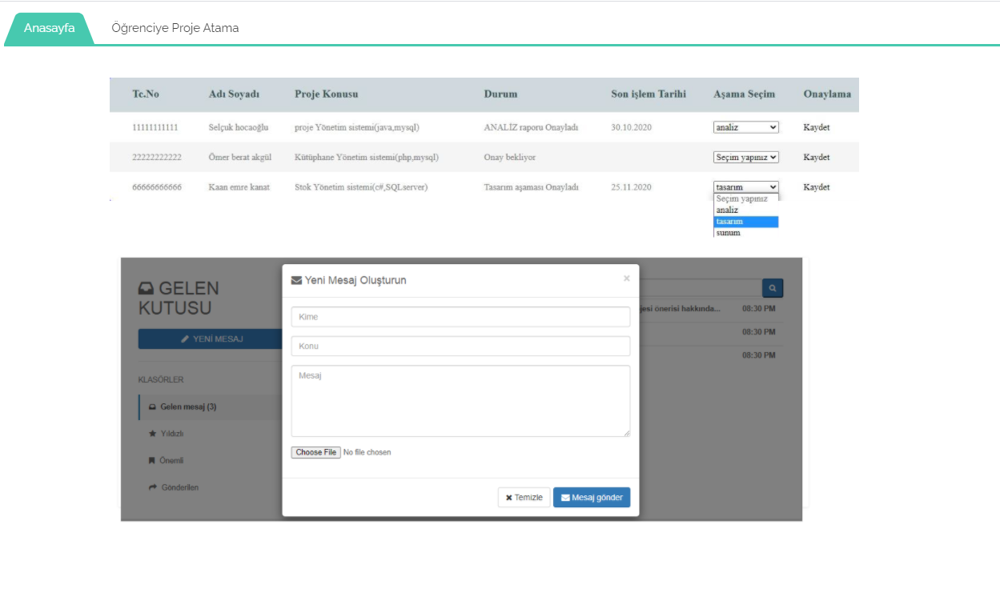 Anasayfa Öğrenciye Proje Atama
Tc.No Adı Soyadı Proje Konusu Durum Son işlem Tarihi Aşama Seçim Onaylama
11111111111 Selçuk hocaoğlu proje Yönetim sistemi(java,mysql) ANALİZ raporu Onayladı 30.10.2020 analiz Kaydet
22222222222 Ömer berat akgül Kütüphane Yönetim sistemi(php,mysql) Onay bekliyor Seçim yapınız Kaydet
66666666666 Kaan emre kanat Stok Yönetim sistemi(c#,SQLserver) Tasarım aşaması Onayladı 25.11.2020 tasarım Kaydet
Seçim yapınız
analiz
tasarım
sunum
GELEN
KUTUSU
YENİ MESAJ
KLASÖRLER
Gelen mesaj (3)
Yıldızlı
Önemli
Gönderilen
Yeni Mesaj Oluşturun ×
Kime
Konu
Mesaj
Choose File No file chosen
Temizle Mesaj gönder
jesi önerisi hakkında... 08:30 PM
08:30 PM
08:30 PM